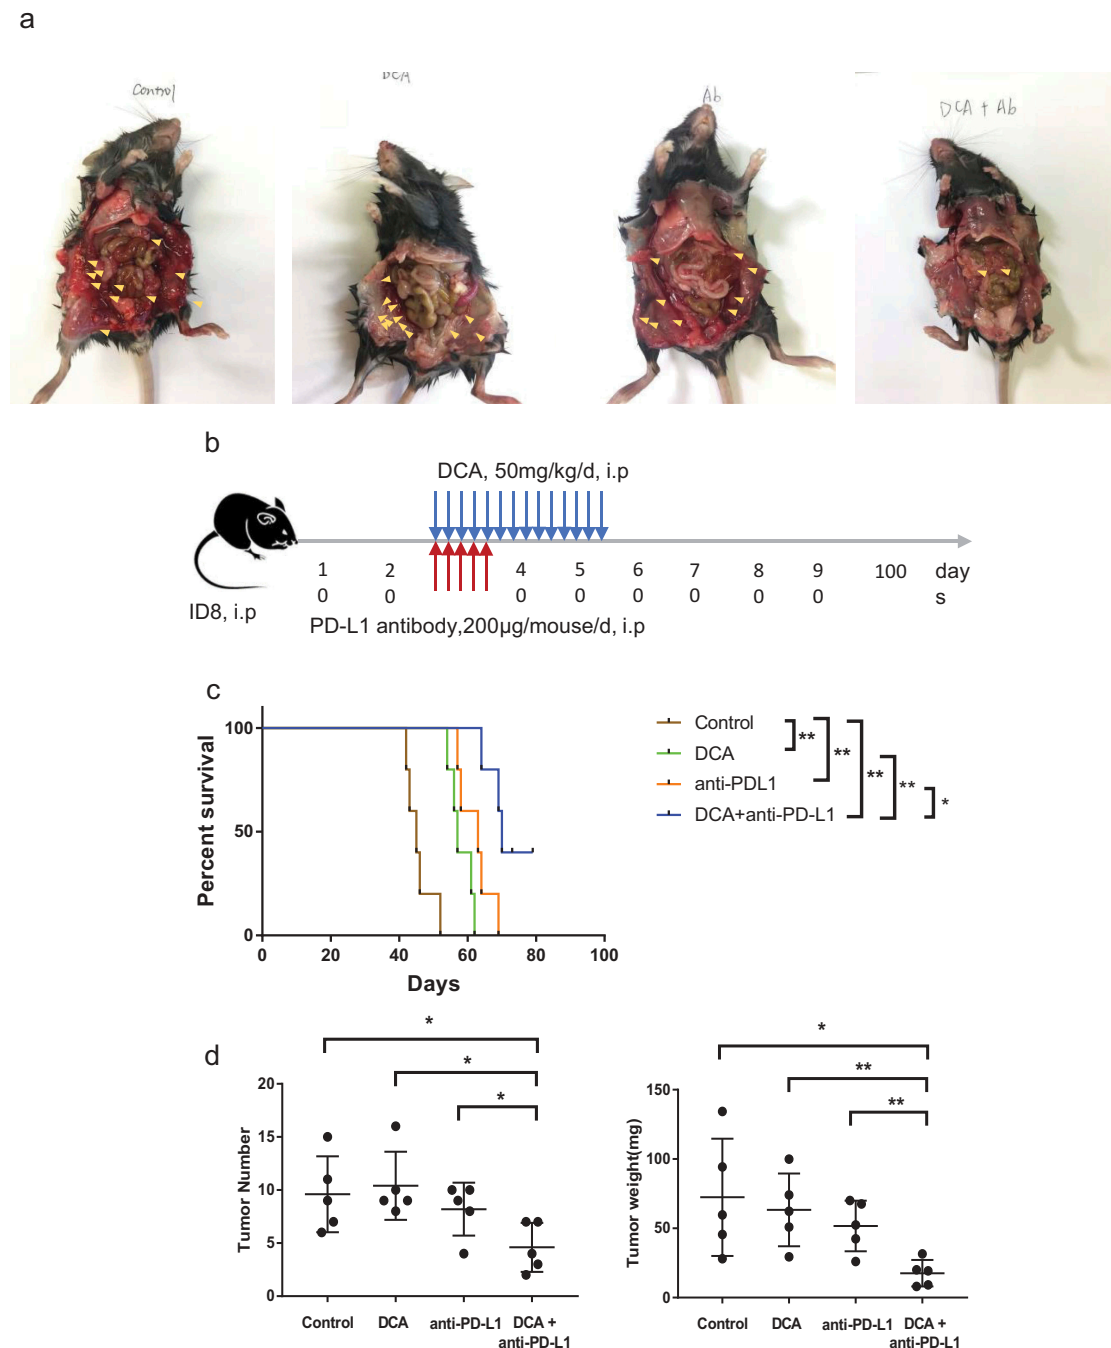 a
Control
DCA
Ab
DCA + Ab
b
DCA, 50mg/kg/d, i.p
1 2 4 5 6 7 8 9 100 day
0 0 0 0 0 0 0 0 s
ID8, i.p
PD-L1 antibody,200μg/mouse/d, i.p
c
Percent survival
100
50
0
0 20 40 60 80 100
Days
Control
DCA
anti-PDL1
DCA+anti-PD-L1
**
**
**
**
*
d
*
*
*
Tumor Number
20
15
10
5
0
Control DCA anti-PD-L1 DCA +
anti-PD-L1
*
**
**
Tumor weight(mg)
150
100
50
0
Control DCA anti-PD-L1 DCA +
anti-PD-L1